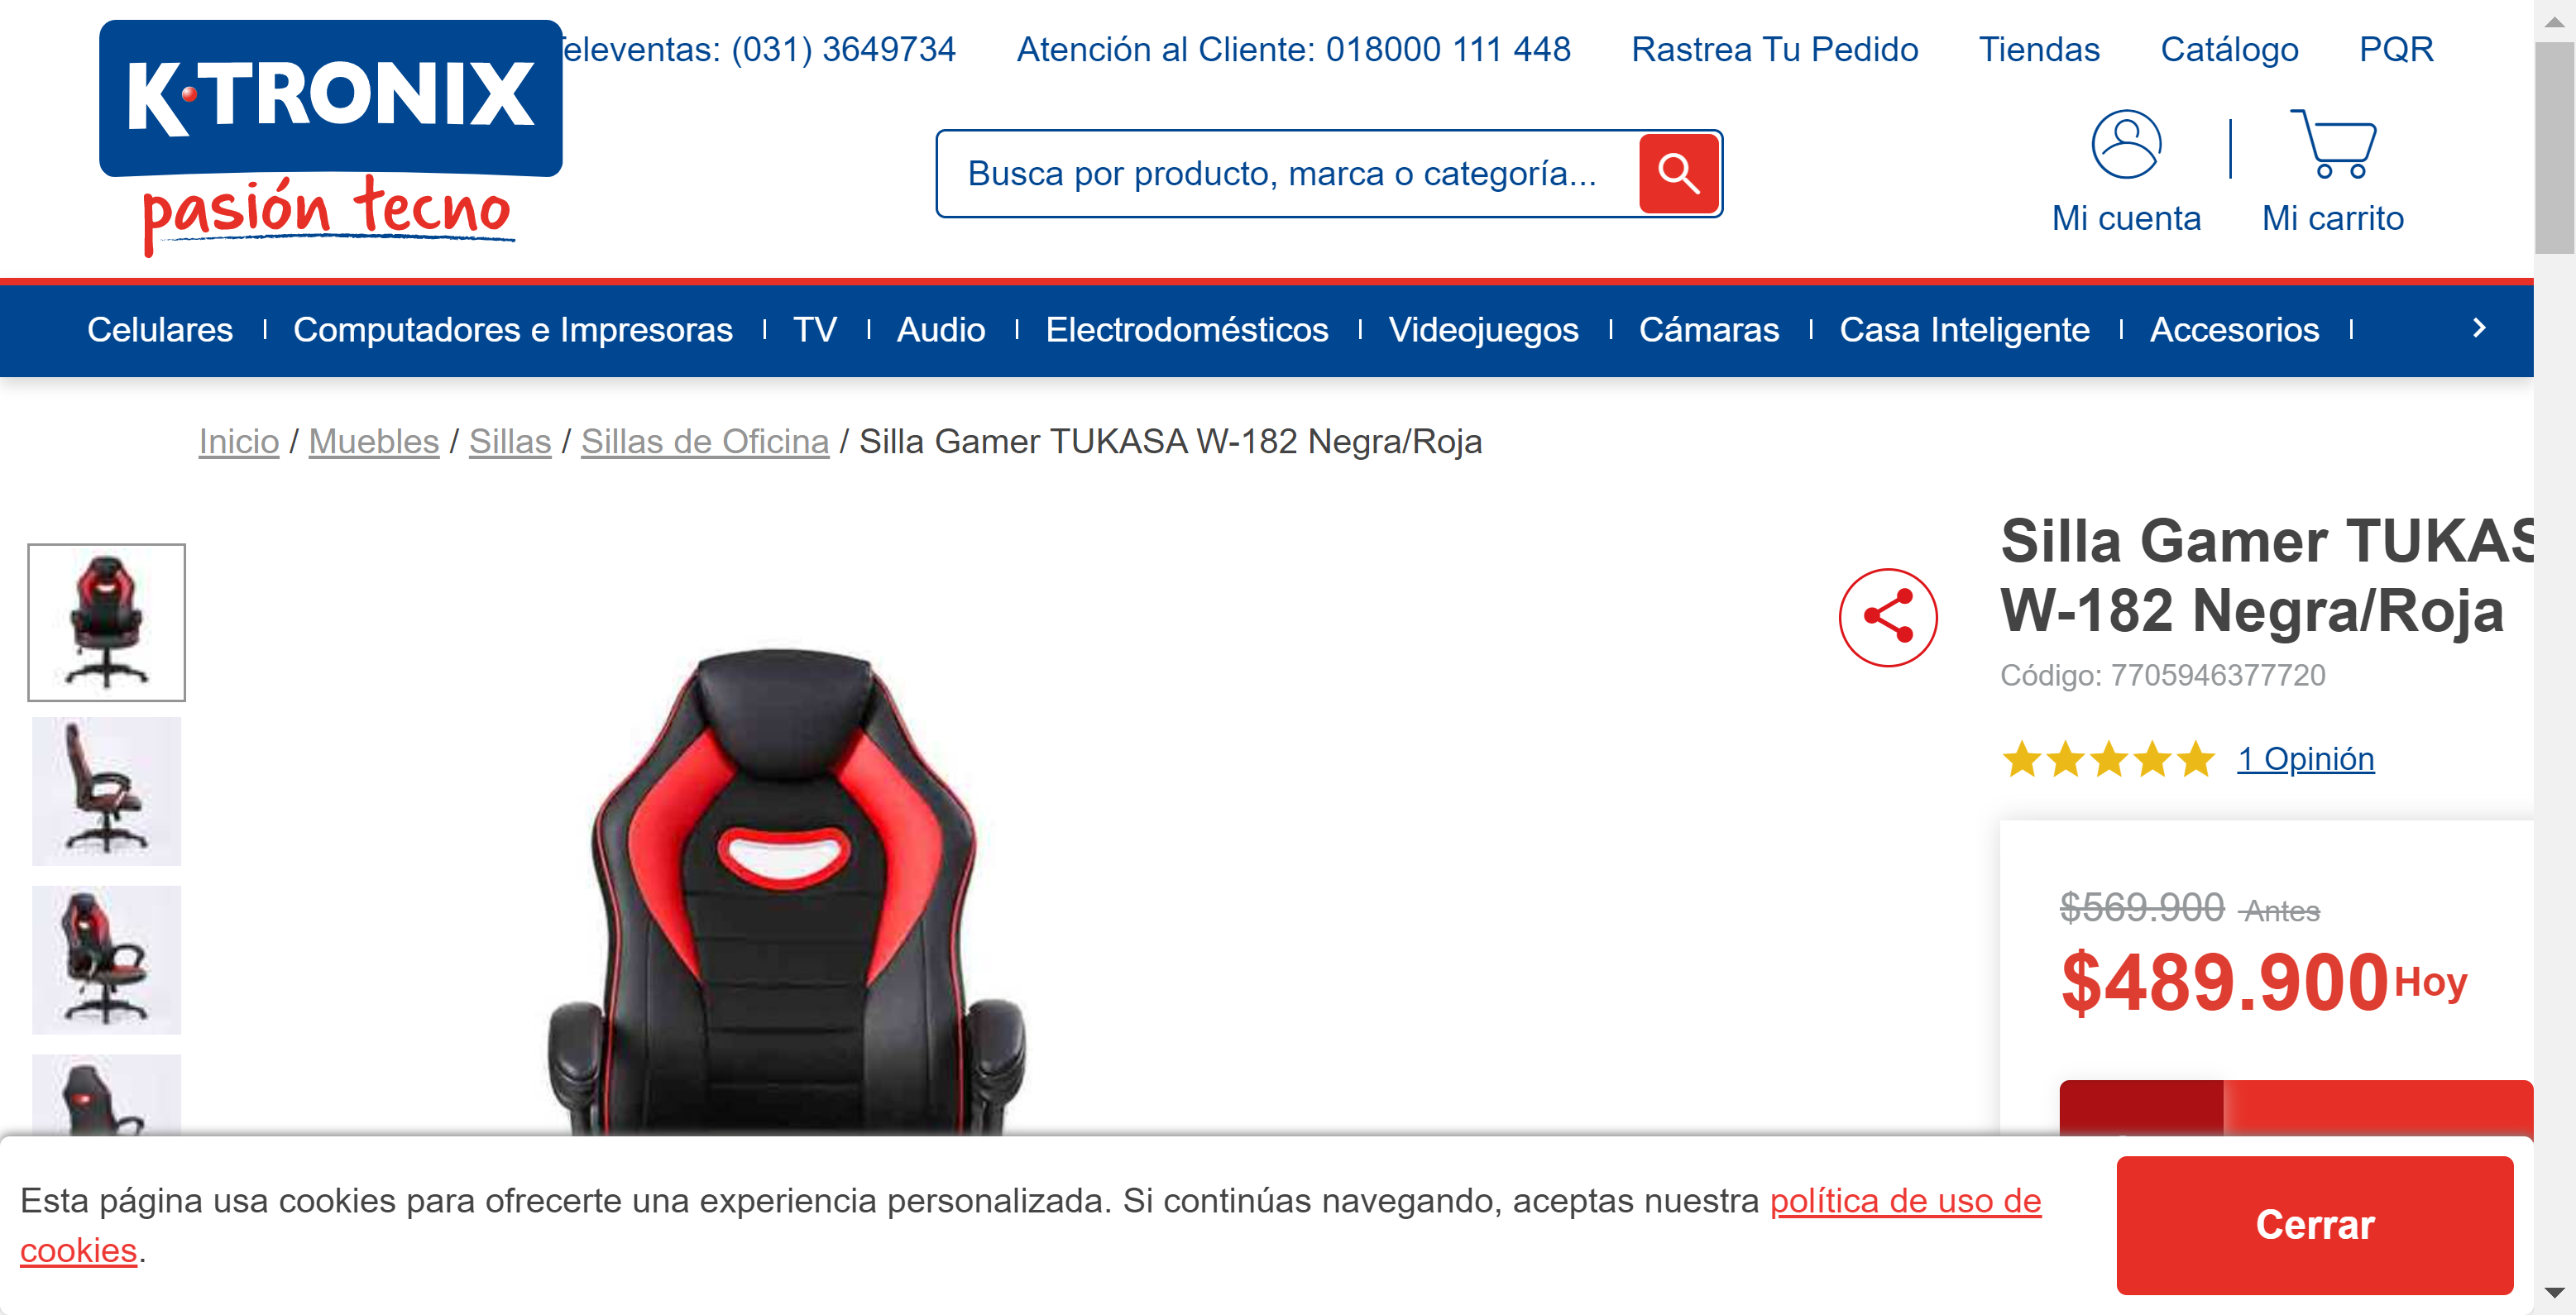 K·TRONIX
pasión tecno
Televentas: (031) 3649734
Atención al Cliente: 018000 111 448
Rastrea Tu Pedido
Tiendas
Catálogo
PQR
Busca por producto, marca o categoría...
Mi cuenta
Mi carrito
Celulares
Computadores e Impresoras
TV
Audio
Electrodomésticos
Videojuegos
Cámaras
Casa Inteligente
Accesorios
Inicio / Muebles / Sillas / Sillas de Oficina / Silla Gamer TUKASA W-182 Negra/Roja
Silla Gamer TUKAS
W-182 Negra/Roja
Código: 7705946377720
1 Opinión
$569.900 Antes
$489.900 Hoy
Esta página usa cookies para ofrecerte una experiencia personalizada. Si continúas navegando, aceptas nuestra política de uso de
cookies.
Cerrar